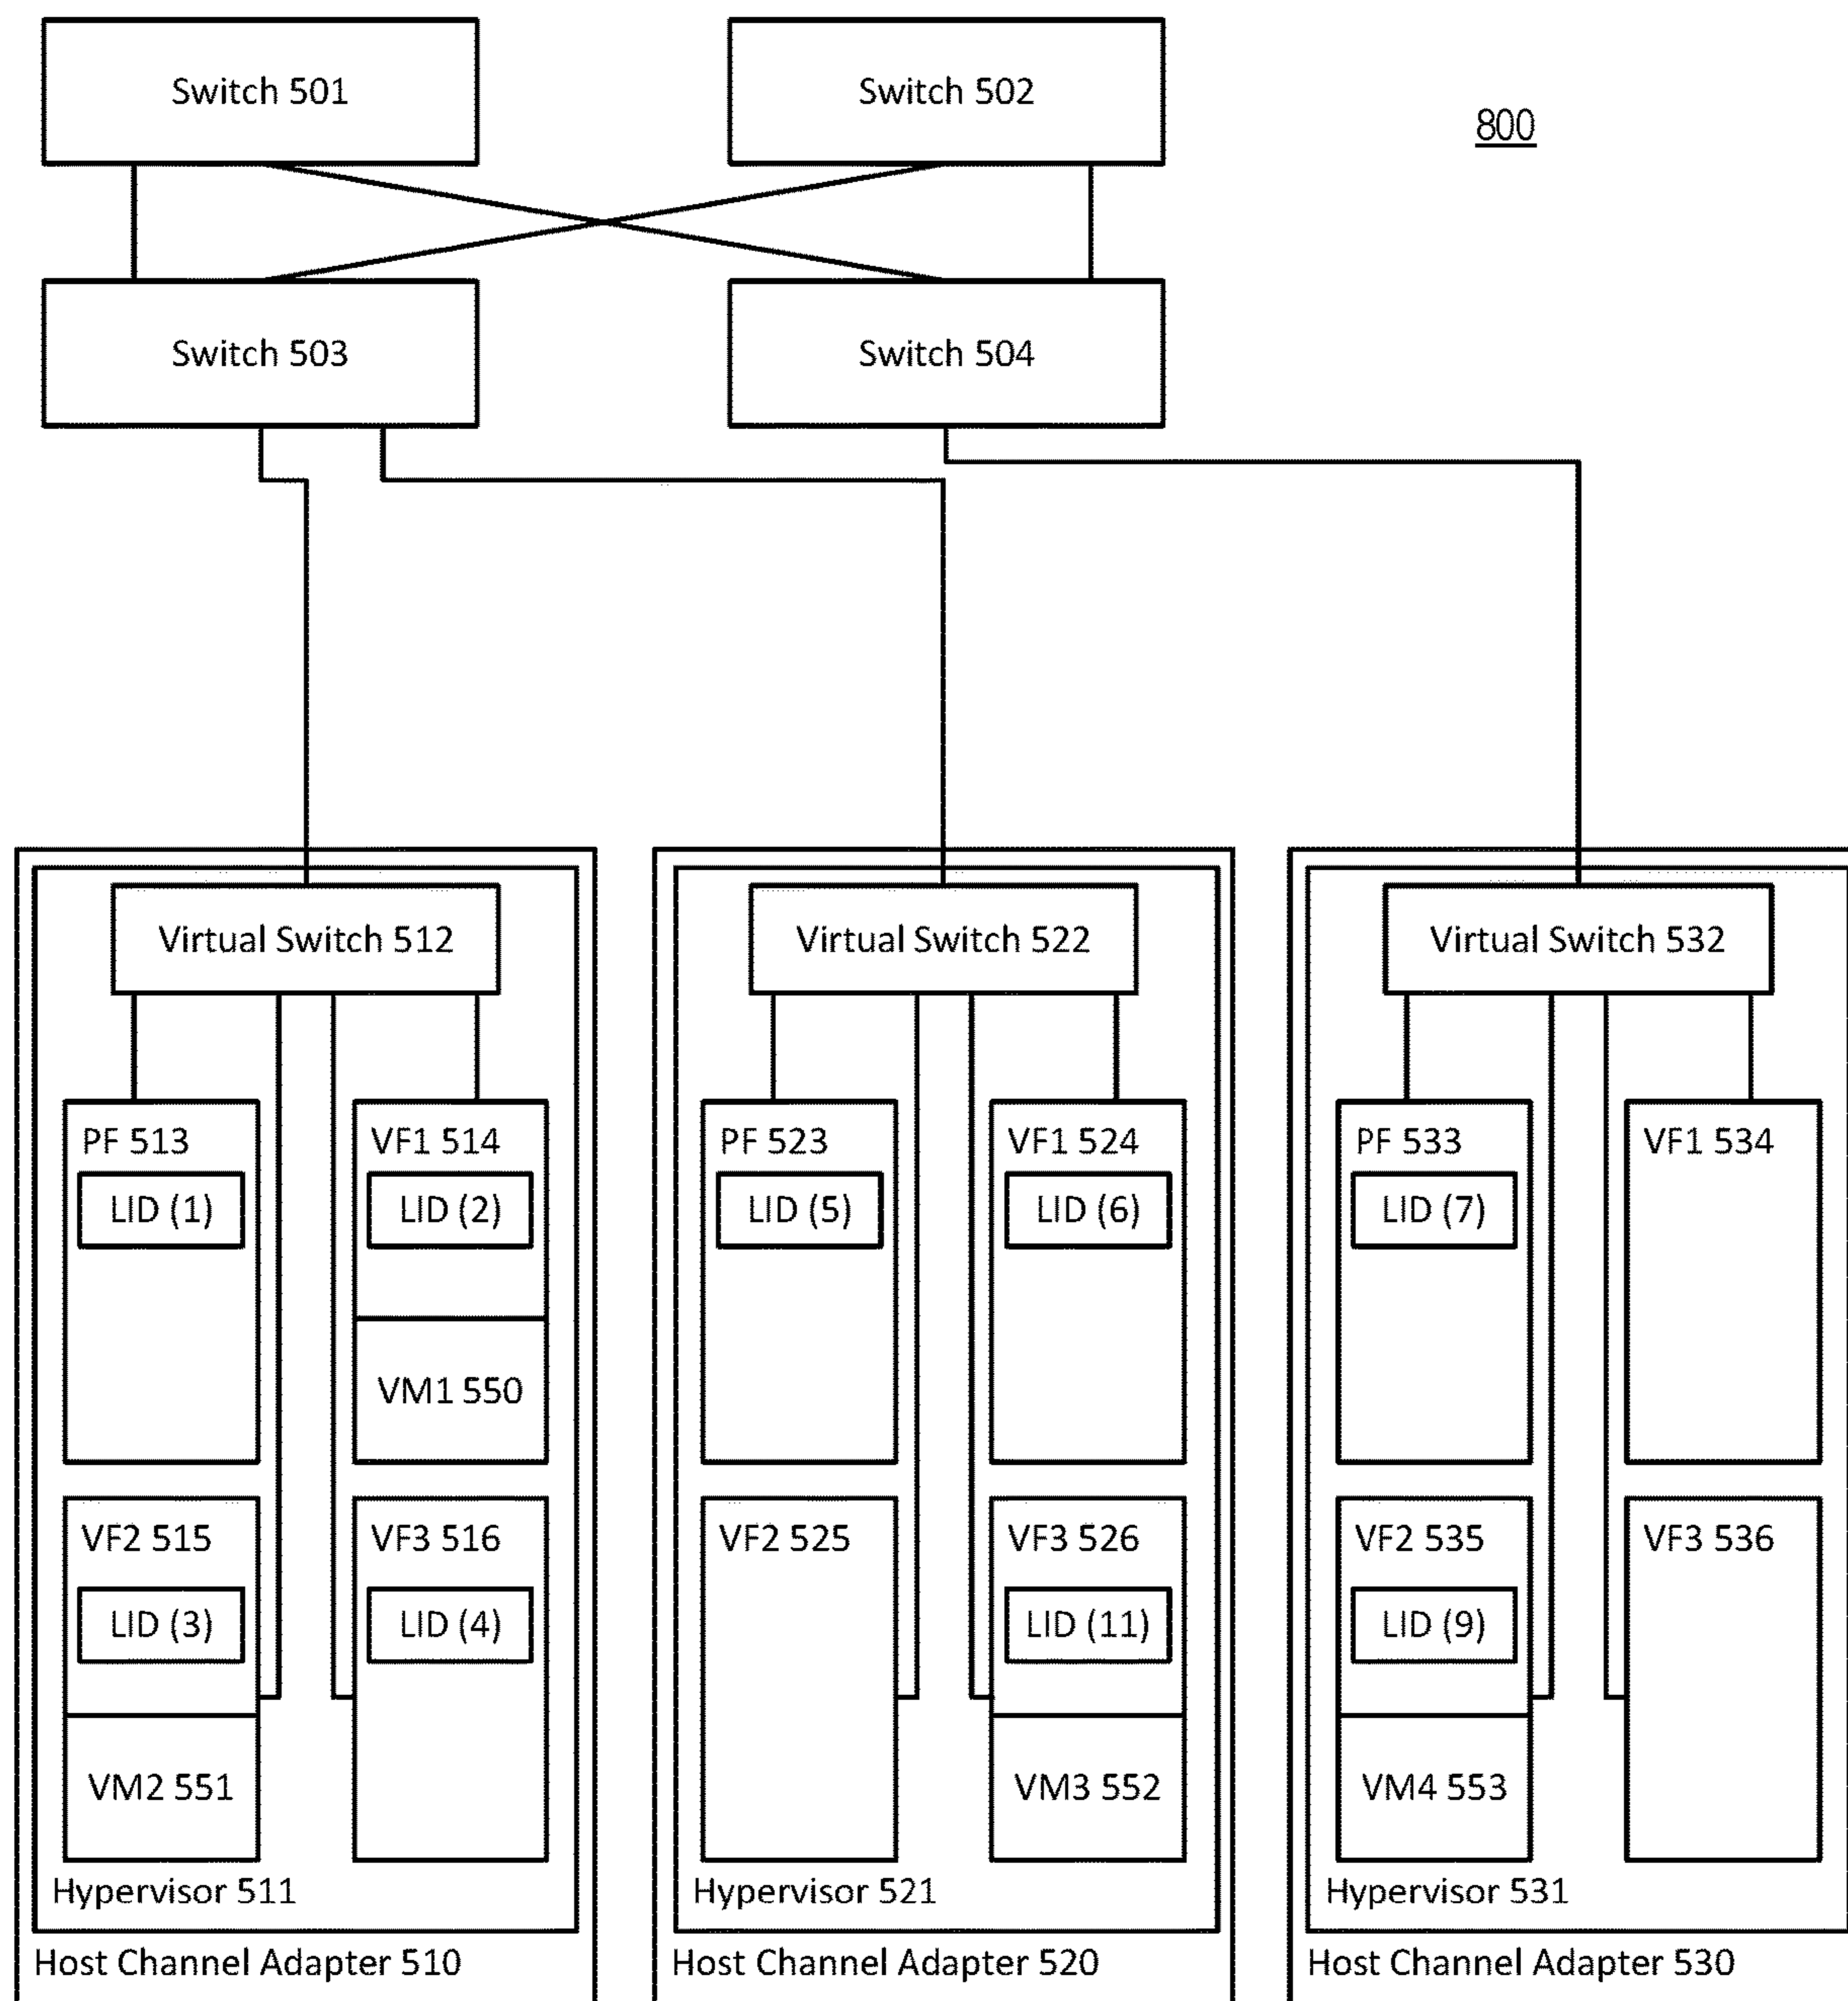 Switch 501
Switch 502
800
Switch 503
Switch 504
Virtual Switch 512
Virtual Switch 522
Virtual Switch 532
PF 513
LID (1)
VF1 514
LID (2)
VM1 550
VF2 515
LID (3)
VM2 551
VF3 516
LID (4)
Hypervisor 511
Host Channel Adapter 510
PF 523
LID (5)
VF1 524
LID (6)
VF2 525
VF3 526
LID (11)
VM3 552
Hypervisor 521
Host Channel Adapter 520
PF 533
LID (7)
VF1 534
VF2 535
LID (9)
VM4 553
VF3 536
Hypervisor 531
Host Channel Adapter 530